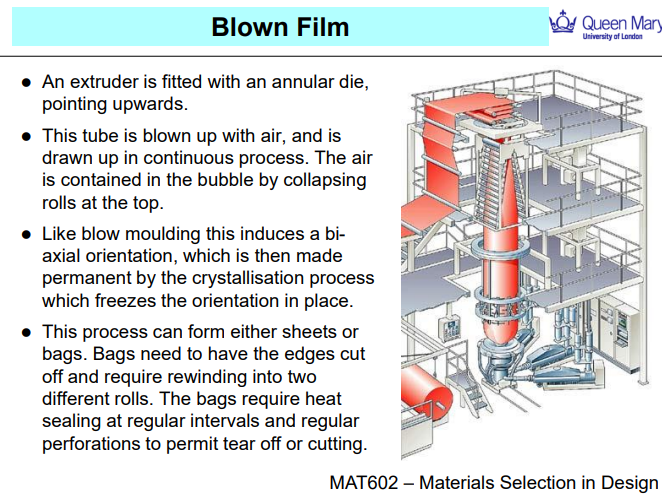 Blown Film
Queen Mary
University of London
● An extruder is fitted with an annular die,
pointing upwards.
● This tube is blown up with air, and is
drawn up in continuous process. The air
is contained in the bubble by collapsing
rolls at the top.
● Like blow moulding this induces a bi-
axial orientation, which is then made
permanent by the crystallisation process
which freezes the orientation in place.
● This process can form either sheets or
bags. Bags need to have the edges cut
off and require rewinding into two
different rolls. The bags require heat
sealing at regular intervals and regular
perforations to permit tear off or cutting.
MAT602 – Materials Selection in Design